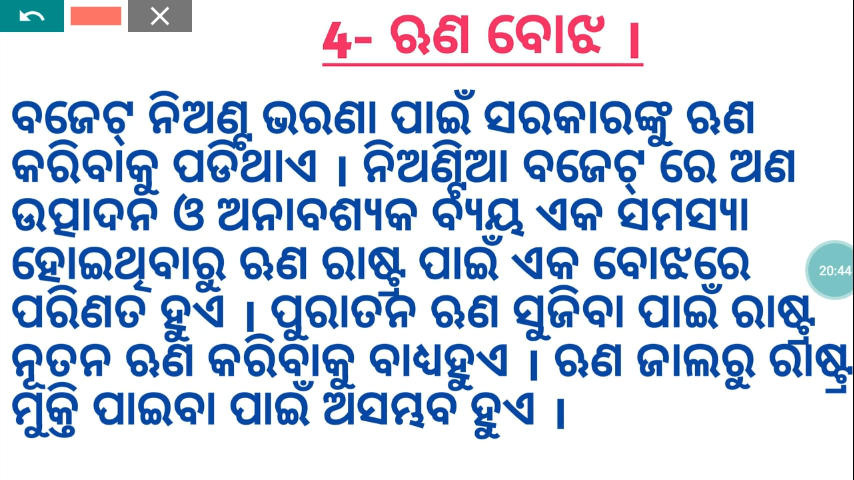 4- ଋଣ ବୋଝ ।
ବଜେଟ୍ ନିଅଣ୍ଟ ଭରଣା ପାଇଁ ସରକାରଙ୍କୁ ଋଣ
କରିବାକୁ ପଡିଥାଏ । ନିଅଣ୍ଟିଆ ବଜେଟ୍ ରେ ଅଣ
ଉତ୍ପାଦନ ଓ ଅନାବଶ୍ୟକ ବ୍ୟୟ ଏକ ସମସ୍ୟା
ହୋଇଥିବାରୁ ଋଣ ରାଷ୍ଟ୍ର ପାଇଁ ଏକ ବୋଝରେ
20:44
ପରିଣତ ହୁଏ । ପୁରାତନ ଋଣ ସୁଜିବା ପାଇଁ ରାଷ୍ଟ୍ର
ନୂତନ ଋଣ କରିବାକୁ ବାଧ୍ୟହୁଏ । ଋଣ ଜାଲରୁ ରାଷ୍ଟ୍ର
ମୁକ୍ତି ପାଇବା ପାଇଁ ଅସମ୍ଭବ ହୁଏ ।